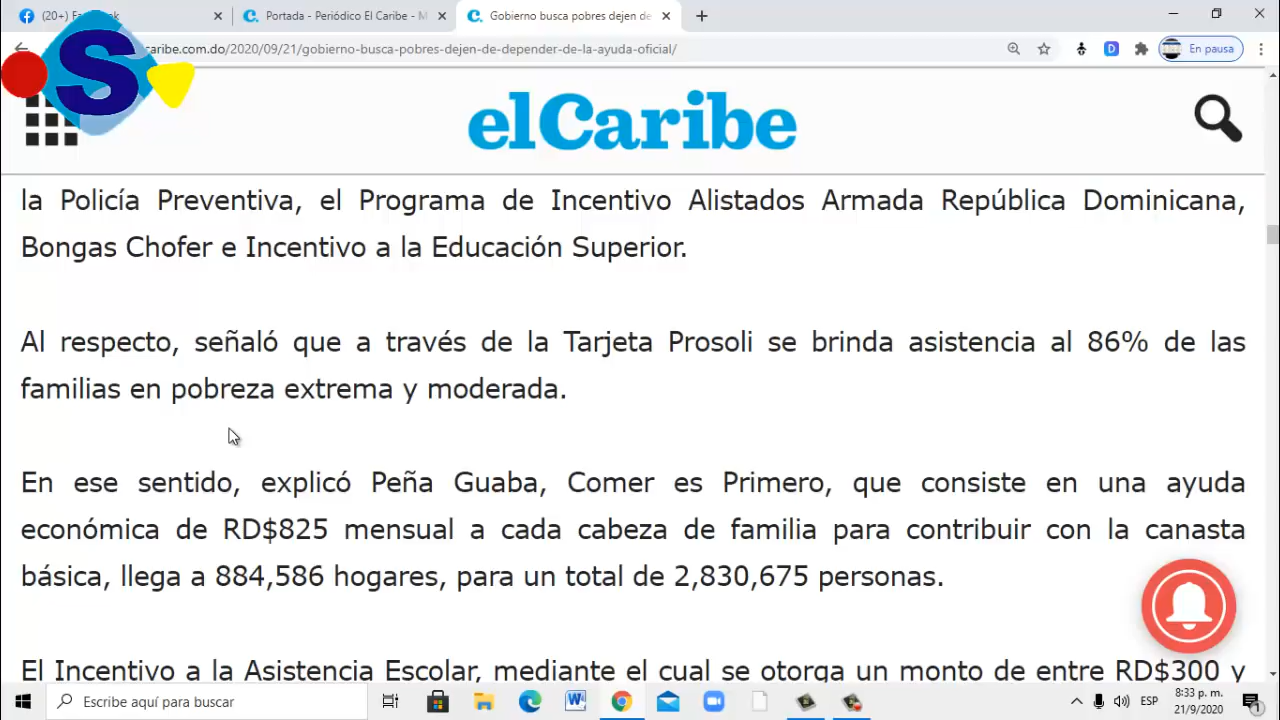 (20+) Fa
Portada - Periódico El Caribe - M
Gobierno busca pobres dejen de
caribe.com.do/2020/09/21/gobierno-busca-pobres-dejen-de-depender-de-la-ayuda-oficial/
D
En pausa
S
elCaribe
la Policía Preventiva, el Programa de Incentivo Alistados Armada República Dominicana,
Bongas Chofer e Incentivo a la Educación Superior.
Al respecto, señaló que a través de la Tarjeta Prosoli se brinda asistencia al 86% de las
familias en pobreza extrema y moderada.
En ese sentido, explicó Peña Guaba, Comer es Primero, que consiste en una ayuda
económica de RD$825 mensual a cada cabeza de familia para contribuir con la canasta
básica, llega a 884,586 hogares, para un total de 2,830,675 personas.
El Incentivo a la Asistencia Escolar, mediante el cual se otorga un monto de entre RD$300 y
Escribe aquí para buscar
ESP
8:33 p. m.
21/9/2020
1